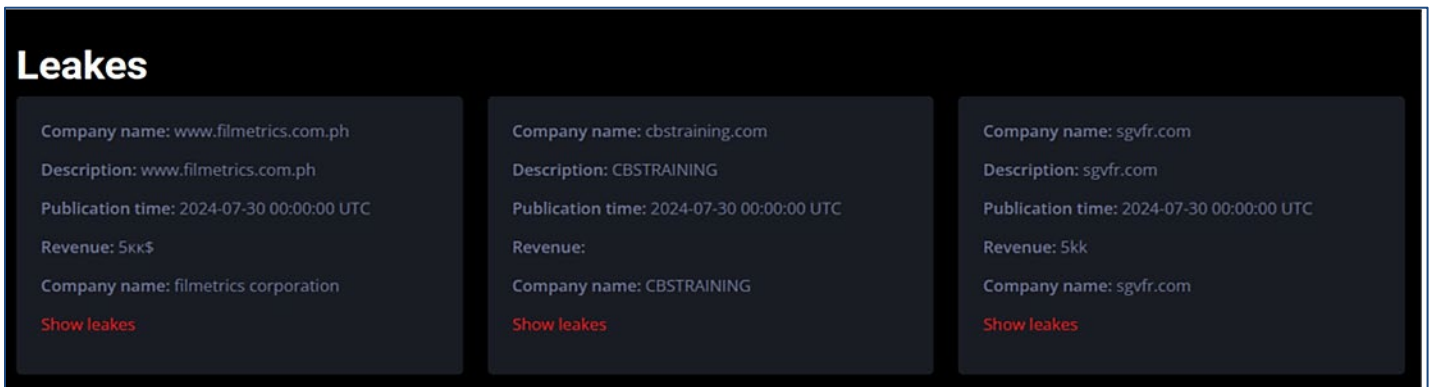 Leakes
Company name: www.filmetrics.com.ph
Description: www.filmetrics.com.ph
Publication time: 2024-07-30 00:00:00 UTC
Revenue: 5кк$
Company name: filmetrics corporation
Show leakes
Company name: cbstraining.com
Description: CBSTRAINING
Publication time: 2024-07-30 00:00:00 UTC
Revenue:
Company name: CBSTRAINING
Show leakes
Company name: sgvfr.com
Description: sgvfr.com
Publication time: 2024-07-30 00:00:00 UTC
Revenue: 5kk
Company name: sgvfr.com
Show leakes